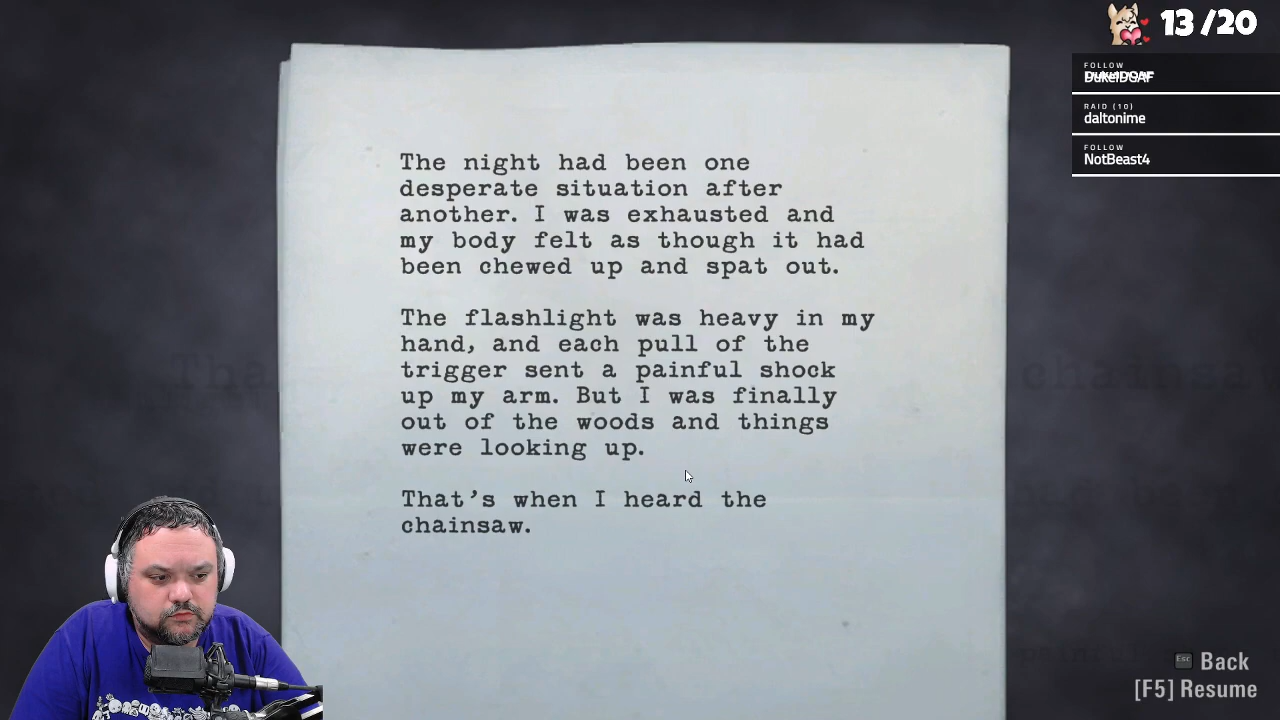 13 /20
FOLLOW
RAID (10)
daltonime
FOLLOW
NotBeast4
The night had been one
desperate situation after
another. I was exhausted and
my body felt as though it had
been chewed up and spat out.
The flashlight was heavy in my
hand, and each pull of the
trigger sent a painful shock
up my arm. But I was finally
out of the woods and things
were looking up.
That's when I heard the
chainsaw.
Esc Back
[F5] Resume